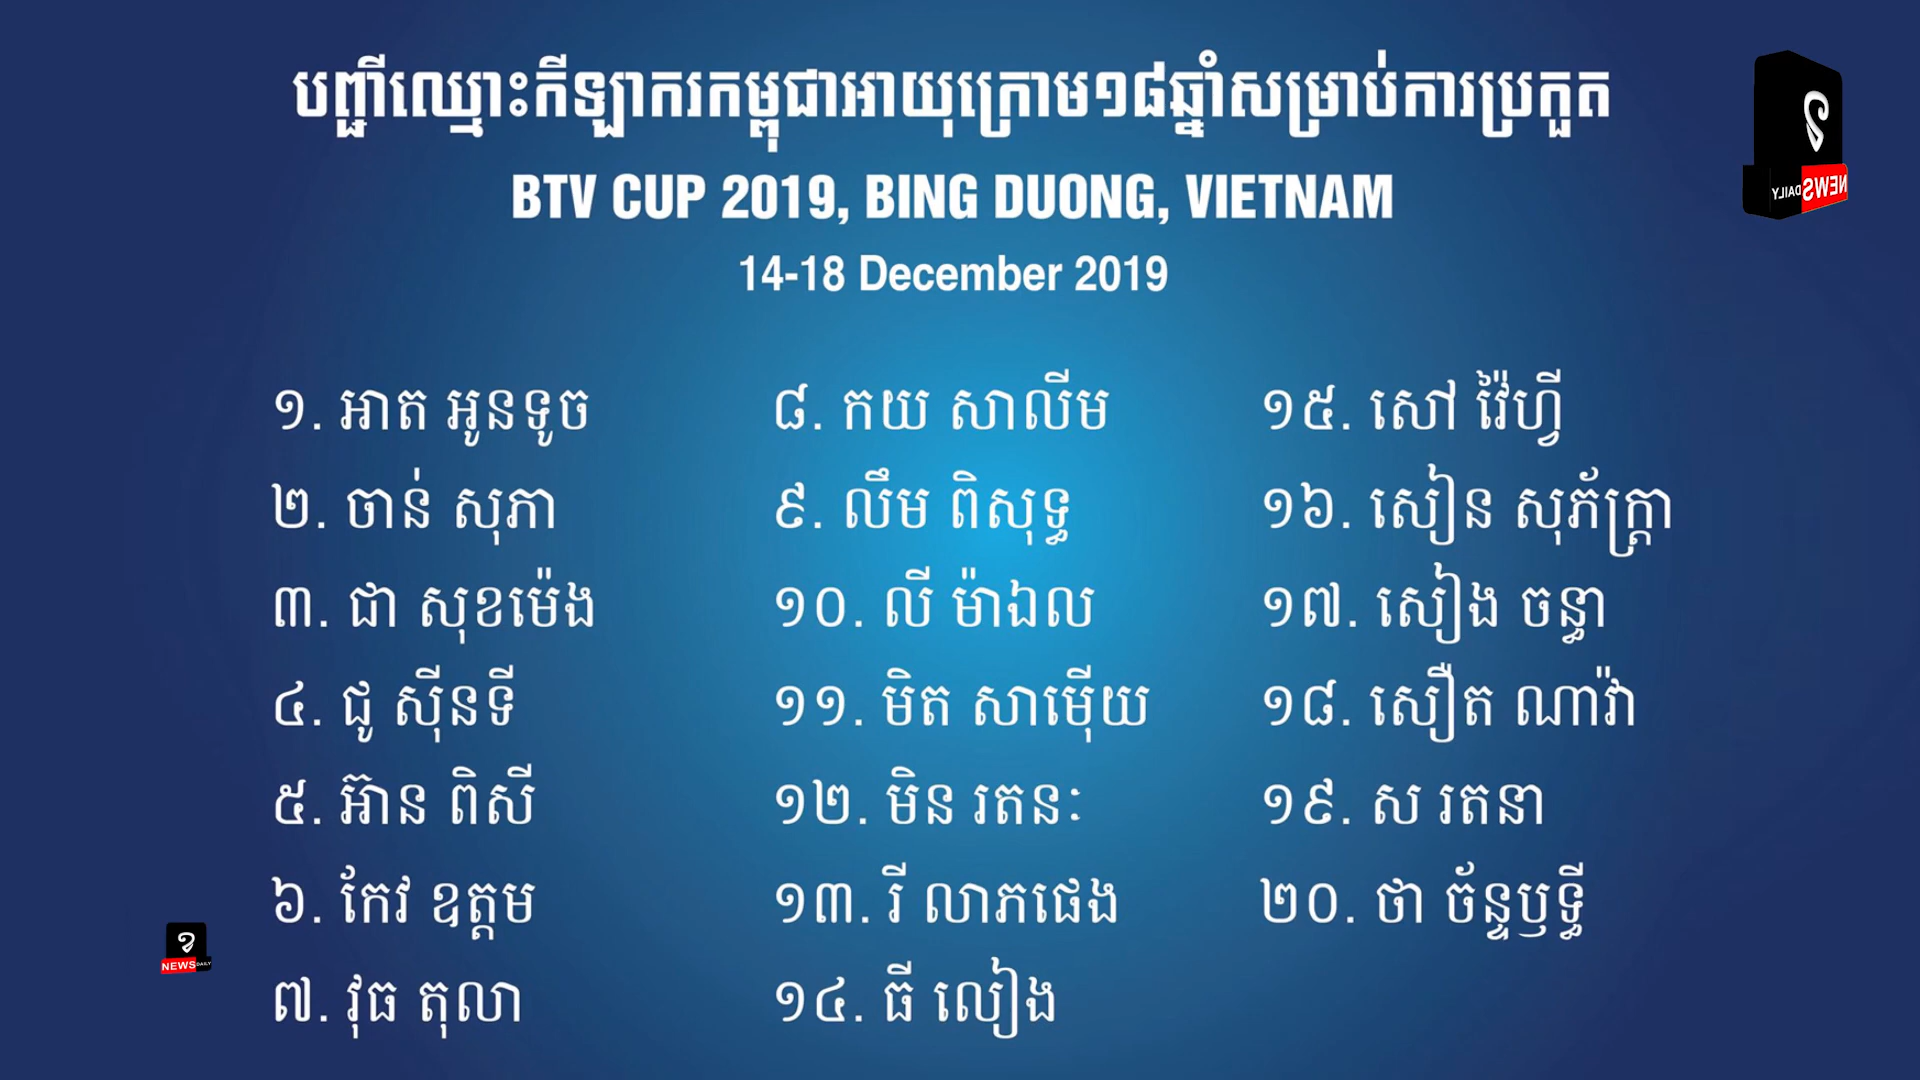 បញ្ជីឈ្មោះកីឡាករកម្ពុជាអាយុក្រោម១៨ឆ្នាំសម្រាប់ការប្រកួត
BTV CUP 2019, BING DUONG, VIETNAM
14-18 December 2019
១. អាត អូនទូច
២. ចាន់ សុភា
៣. ជា សុខម៉េង
៤. ជូ ស៊ីនទី
៥. អ៊ាន ពិសី
៦. កែវ ឧត្តម
៧. វុធ តុលា
៨. កយ សាលីម
៩. លឹម ពិសុទ្ធ
១០. លី ម៉ាឯល
១១. មិត សាម៉ើយ
១២. មិន រតនៈ
១៣. រី លាភផេង
១៤. ធី លៀង
១៥. សៅ វ៉ៃហ្វី
១៦. សៀន សុភ័ក្ត្រា
១៧. សៀង ចន្ធា
១៨. សឿត ណាវ៉ា
១៩. ស រតនា
២០. ថា ច័ន្ទឫទ្ធី
NEWS DAILY
NEWS DAILY